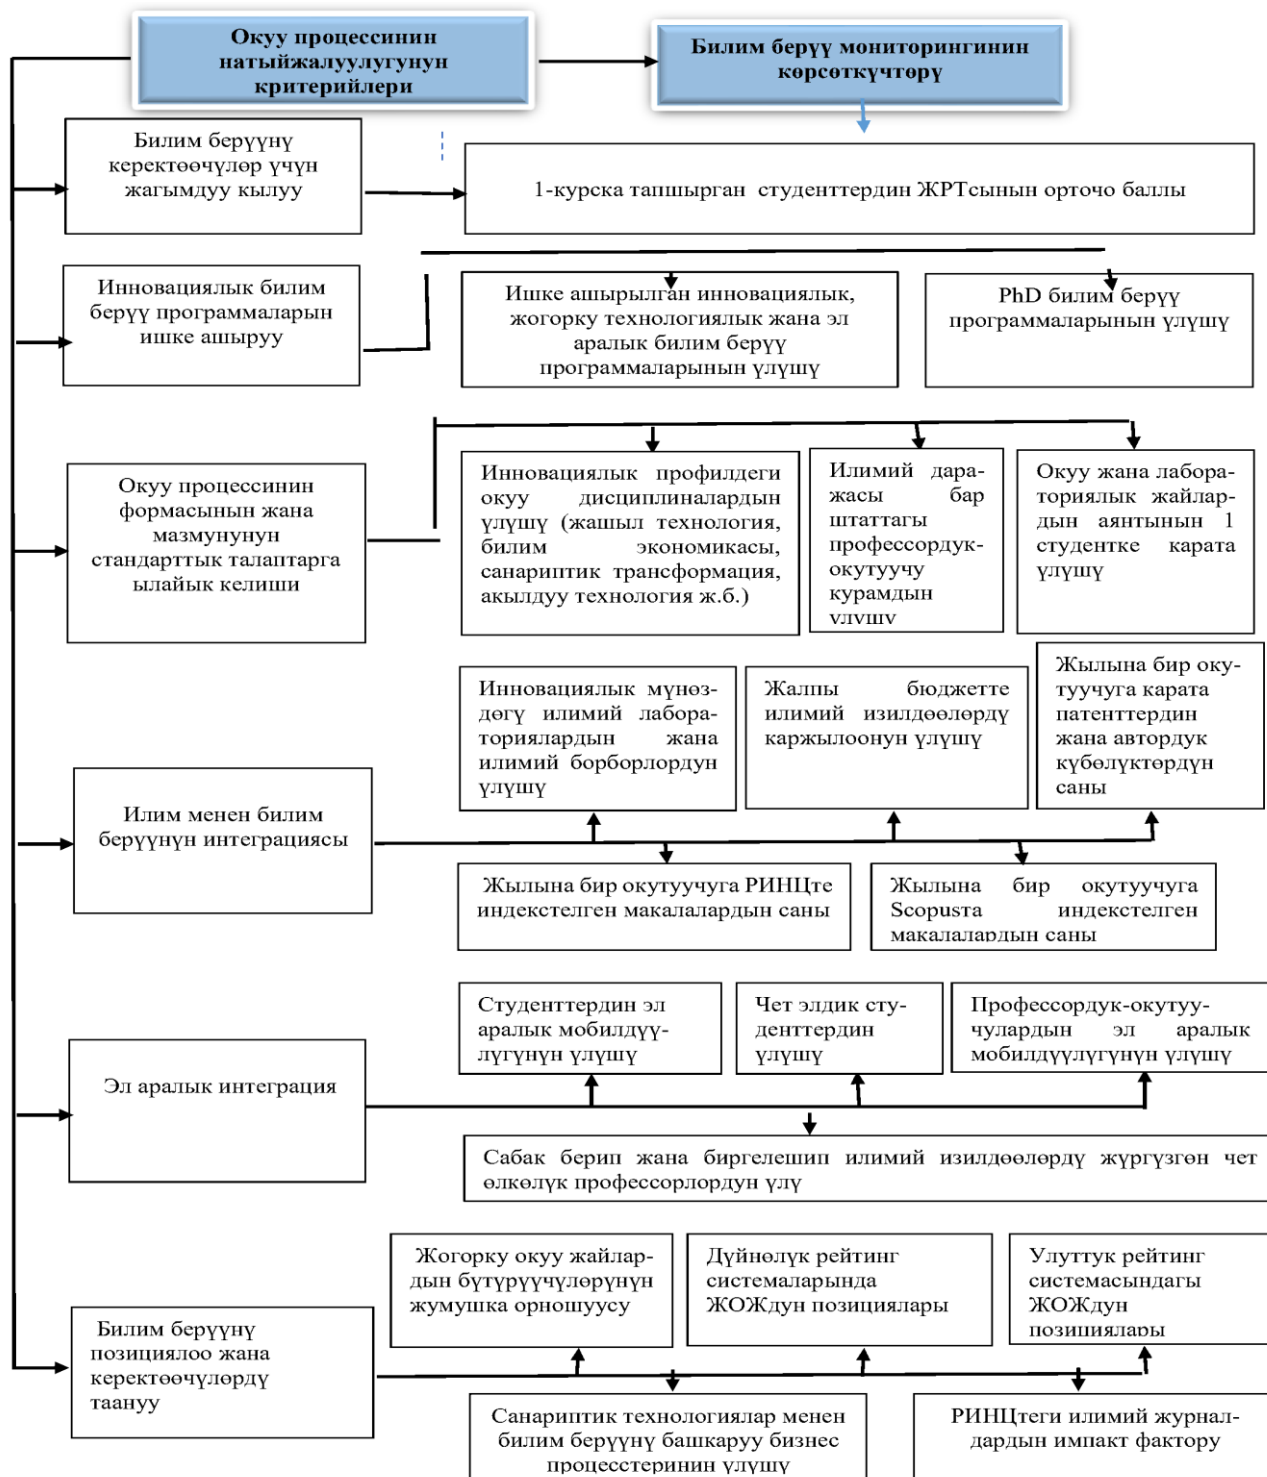 Окуу процессинин
натыйжалуулугунун
критерийлери
Билим берүү мониторингинин
көрсөткүчтөрү
Билим берүүнү
керектөөчүлөр үчүн
жагымдуу кылуу
1-курска тапшырган студенттердин ЖРТсынын орточо баллы
Инновациялык билим
берүү программаларын
ишке ашыруу
Ишке ашырылган инновациялык,
жогорку технологиялык жана эл
аралык билим берүү
программаларынын үлүшү
PhD билим берүү
программаларынын үлүшү
Окуу процессинин
формасынын жана
мазмунунун
стандарттык талаптарга
ылайык келиши
Инновациялык профилдеги
окуу дисциплиналардын
үлүшү (жашыл технология,
билим экономикасы,
санариптик трансформация,
акылдуу технология ж.б.)
Илимий дара-
жасы бар
штаттагы
профессордук-
окутуучу
курамдын
үлүшү
Окуу жана лабора-
ториялык жайлар-
дын аянтынын 1
студентке карата
үлүшү
Илим менен билим
берүүнүн интеграциясы
Инновациялык мүнөз-
дөгү илимий лабора-
ториялардын жана
илимий борборлордун
үлүшү
Жалпы бюджетте
илимий изилдөөлөрдү
каржылоонун үлүшү
Жылына бир оку-
туучуга карата
патенттердин
жана автордук
күбөлүктөрдүн
саны
Жылына бир окутуучуга РИНЦте
индекстелген макалалардын саны
Жылына бир окутуучуга
Scopusта индекстелген
макалалардын саны
Эл аралык интеграция
Студенттердин эл
аралык мобилдүү-
лүгүнүн үлүшү
Чет элдик сту-
денттердин
үлүшү
Профессордук-окутуу-
чулардын эл аралык
мобилдүүлүгүнүн үлүшү
Сабак берип жана биргелешип илимий изилдөөлөрдү жүргүзгөн чет
өлкөлүк профессорлордун үлү
Билим берүүнү
позициялоо жана
керектөөчүлөрдү
таануу
Жогорку окуу жайлар-
дын бүтүрүүчүлөрүнүн
жумушка орношуусу
Дүйнөлүк рейтинг
системаларында
ЖОЖдун позициялары
Улуттук рейтинг
системасындагы
ЖОЖдун
позициялары
Санариптик технологиялар менен
билим берүүнү башкаруу бизнес
процесстеринин үлүшү
РИНЦтеги илимий журнал-
дардын импакт фактору